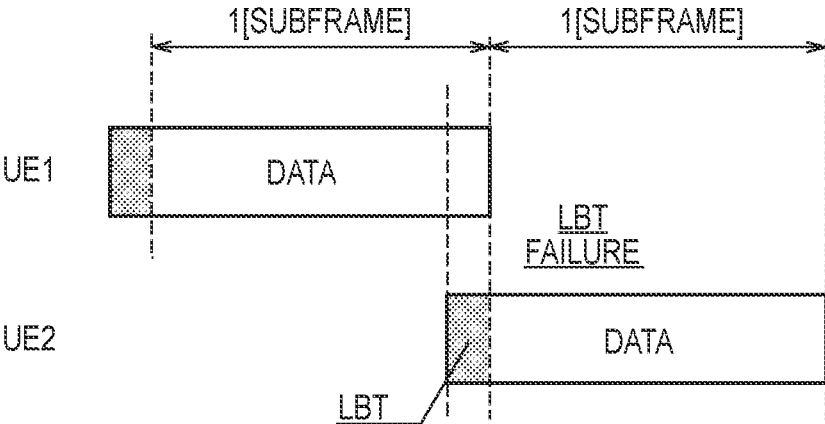 1[SUBFRAME] 1[SUBFRAME]
UE1 DATA
LBT
FAILURE
UE2 DATA
LBT